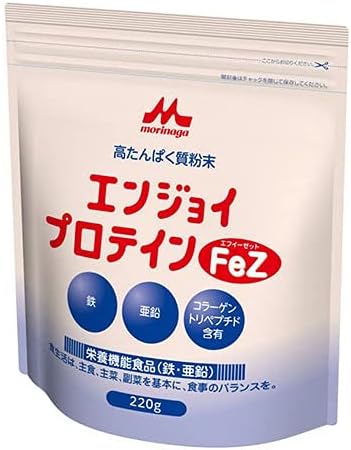 ここからお切りください。
開封後はチャックを閉じて保存してください。
morinaga
高たんぱく質粉末
エンジョイ
プロテイン
エフイーゼット
FeZ
鉄
亜鉛
コラーゲン
トリペプチド
含有
栄養機能食品(鉄・亜鉛)
食生活は、主食、主菜、副菜を基本に、食事のバランスを。
220g